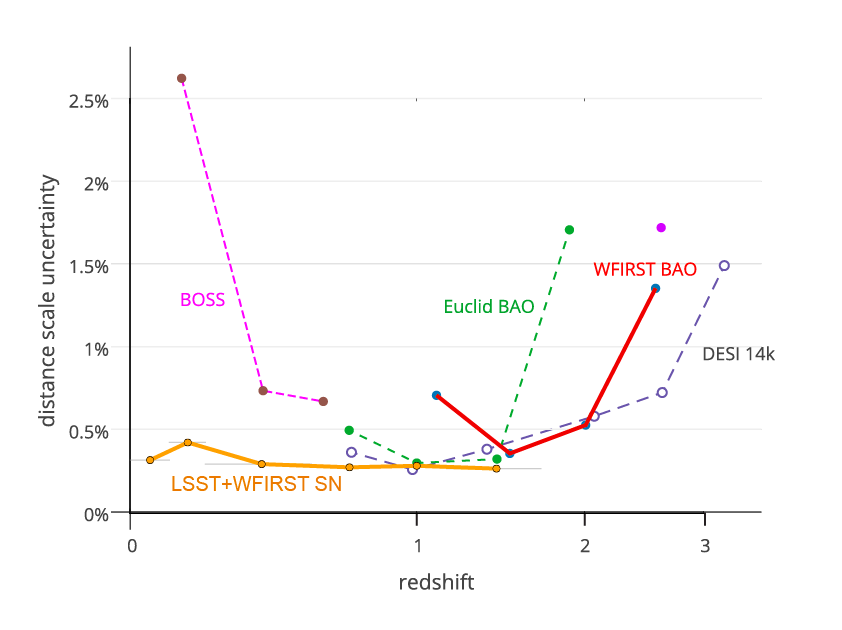 2.5%
2%
1.5%
1%
0.5%
0%
distance scale uncertainty
BOSS
Euclid BAO
WFIRST BAO
DESI 14k
LSST+WFIRST SN
0
1
2
3
redshift